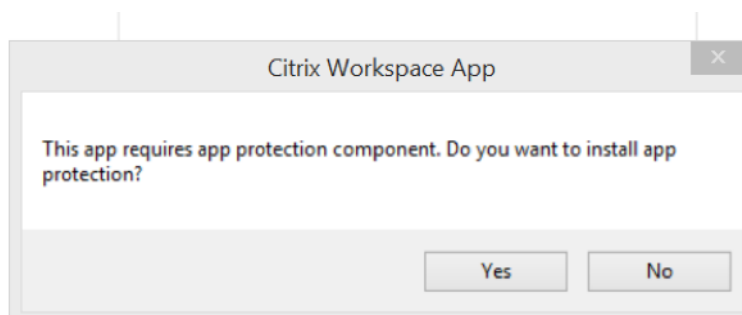 Citrix Workspace App
This app requires app protection component. Do you want to install app
protection?
Yes
No